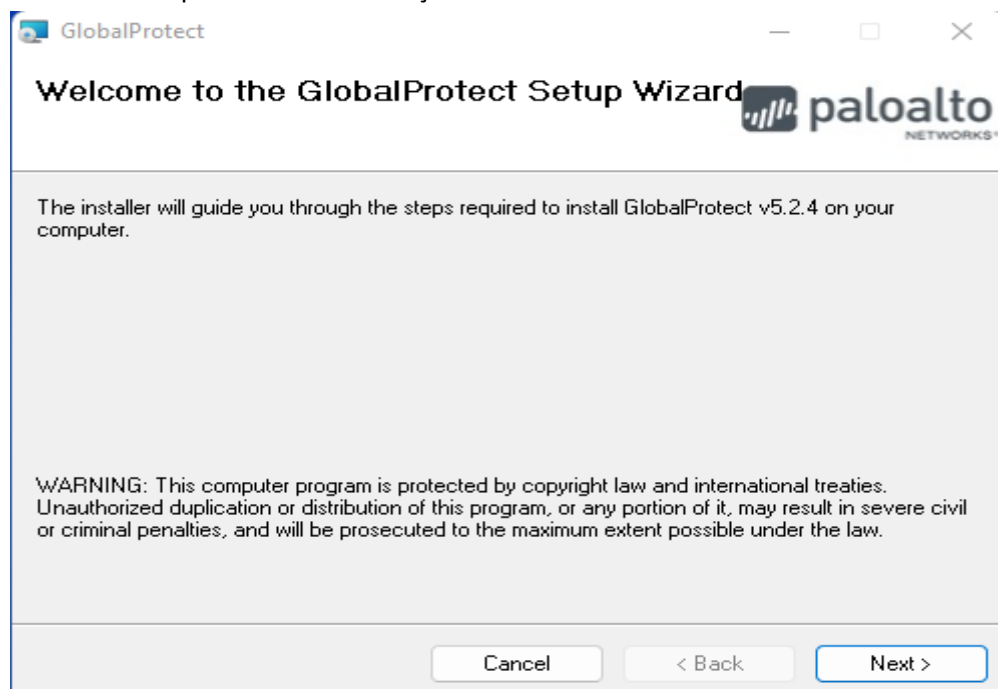 GlobalProtect
Welcome to the GlobalProtect Setup Wizard
paloalto
NETWORKS®
The installer will guide you through the steps required to install GlobalProtect v5.2.4 on your
computer.
WARNING: This computer program is protected by copyright law and international treaties.
Unauthorized duplication or distribution of this program, or any portion of it, may result in severe civil
or criminal penalties, and will be prosecuted to the maximum extent possible under the law.
Cancel
< Back
Next >